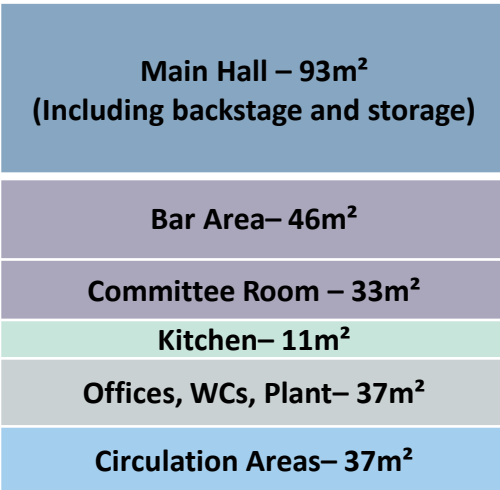 Main Hall – 93m²
(Including backstage and storage)
Bar Area– 46m²
Committee Room – 33m²
Kitchen– 11m²
Offices, WCs, Plant– 37m²
Circulation Areas– 37m²